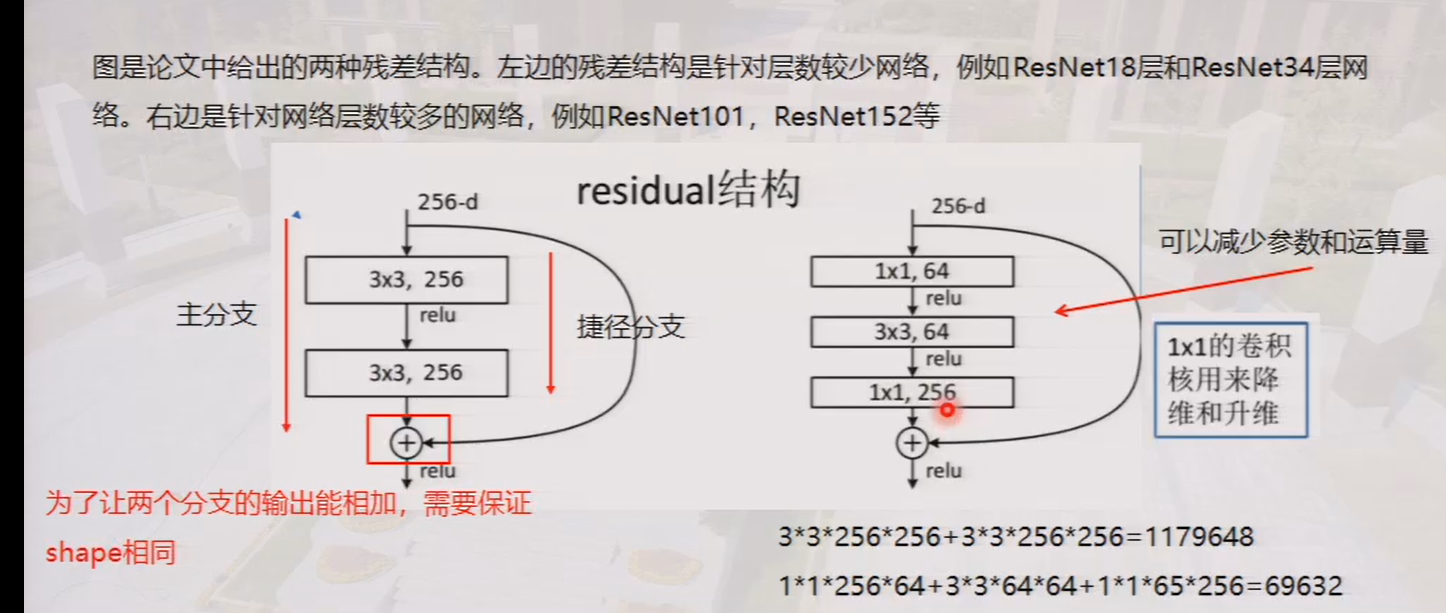 图是论文中给出的两种残差结构。左边的残差结构是针对层数较少网络，例如ResNet18层和ResNet34层网
络。右边是针对网络层数较多的网络，例如ResNet101，ResNet152等
residual结构
256-d
3x3, 256
relu
3x3, 256
relu
主分支
捷径分支
为了让两个分支的输出能相加，需要保证
shape相同
256-d
1x1, 64
relu
3x3, 64
relu
1x1, 256
relu
可以减少参数和运算量
1x1的卷积
核用来降
维和升维
3*3*256*256+3*3*256*256=1179648
1*1*256*64+3*3*64*64+1*1*65*256=69632